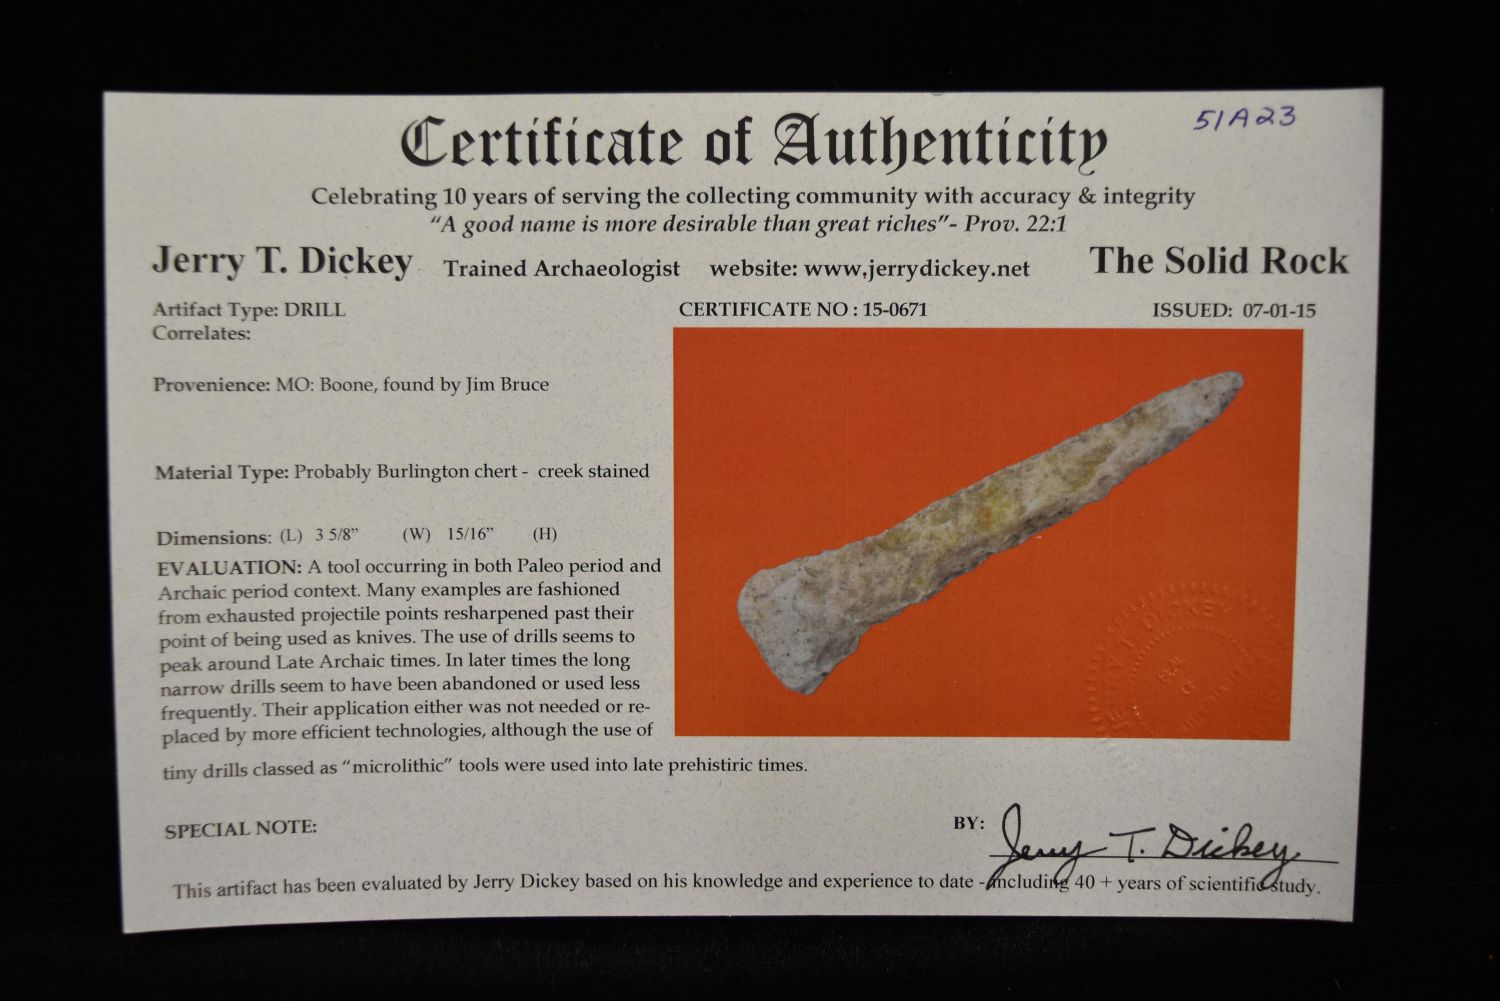 51A23
Certificate of Authenticity
Celebrating 10 years of serving the collecting community with accuracy & integrity
"A good name is more desirable than great riches"- Prov. 22:1
Jerry T. Dickey Trained Archaeologist website: www.jerrydickey.net The Solid Rock
Artifact Type: DRILL
Correlates:
CERTIFICATE NO : 15-0671 ISSUED: 07-01-15
Provenience: MO: Boone, found by Jim Bruce
Material Type: Probably Burlington chert - creek stained
Dimensions: (L) 3 5/8" (W) 15/16" (H)
EVALUATION: A tool occurring in both Paleo period and
Archaic period context. Many examples are fashioned
from exhausted projectile points resharpened past their
point of being used as knives. The use of drills seems to
peak around Late Archaic times. In later times the long
narrow drills seem to have been abandoned or used less
frequently. Their application either was not needed or re-
placed by more efficient technologies, although the use of
tiny drills classed as "microlithic" tools were used into late prehistiric times.
SPECIAL NOTE:
BY: Jerry T. Dickey
This artifact has been evaluated by Jerry Dickey based on his knowledge and experience to date - including 40 + years of scientific study.